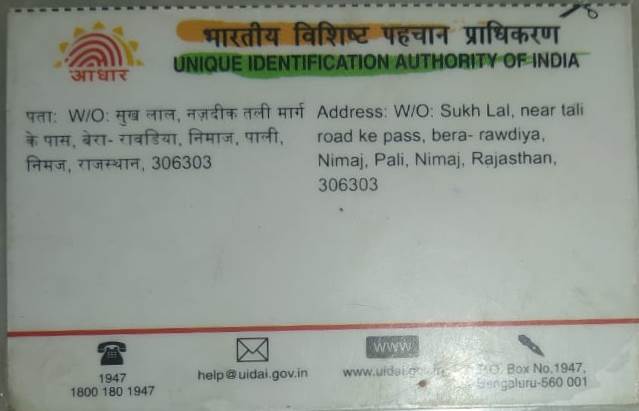 भारतीय विशिष्ट पहचान प्राधिकरण
UNIQUE IDENTIFICATION AUTHORITY OF INDIA
आधार
पता: W/O: सुख लाल, नज़दीक तली मार्ग
के पास, बेरा- रावडिया, निमाज, पाली,
निमज, राजस्थान, 306303
Address: W/O: Sukh Lal, near tali
road ke pass, bera- rawdiya,
Nimaj, Pali, Nimaj, Rajasthan,
306303
1947
1800 180 1947
help@uidai.gov.in
www
www.uidai.go
Box No.1947,
Bengaluru-560 001